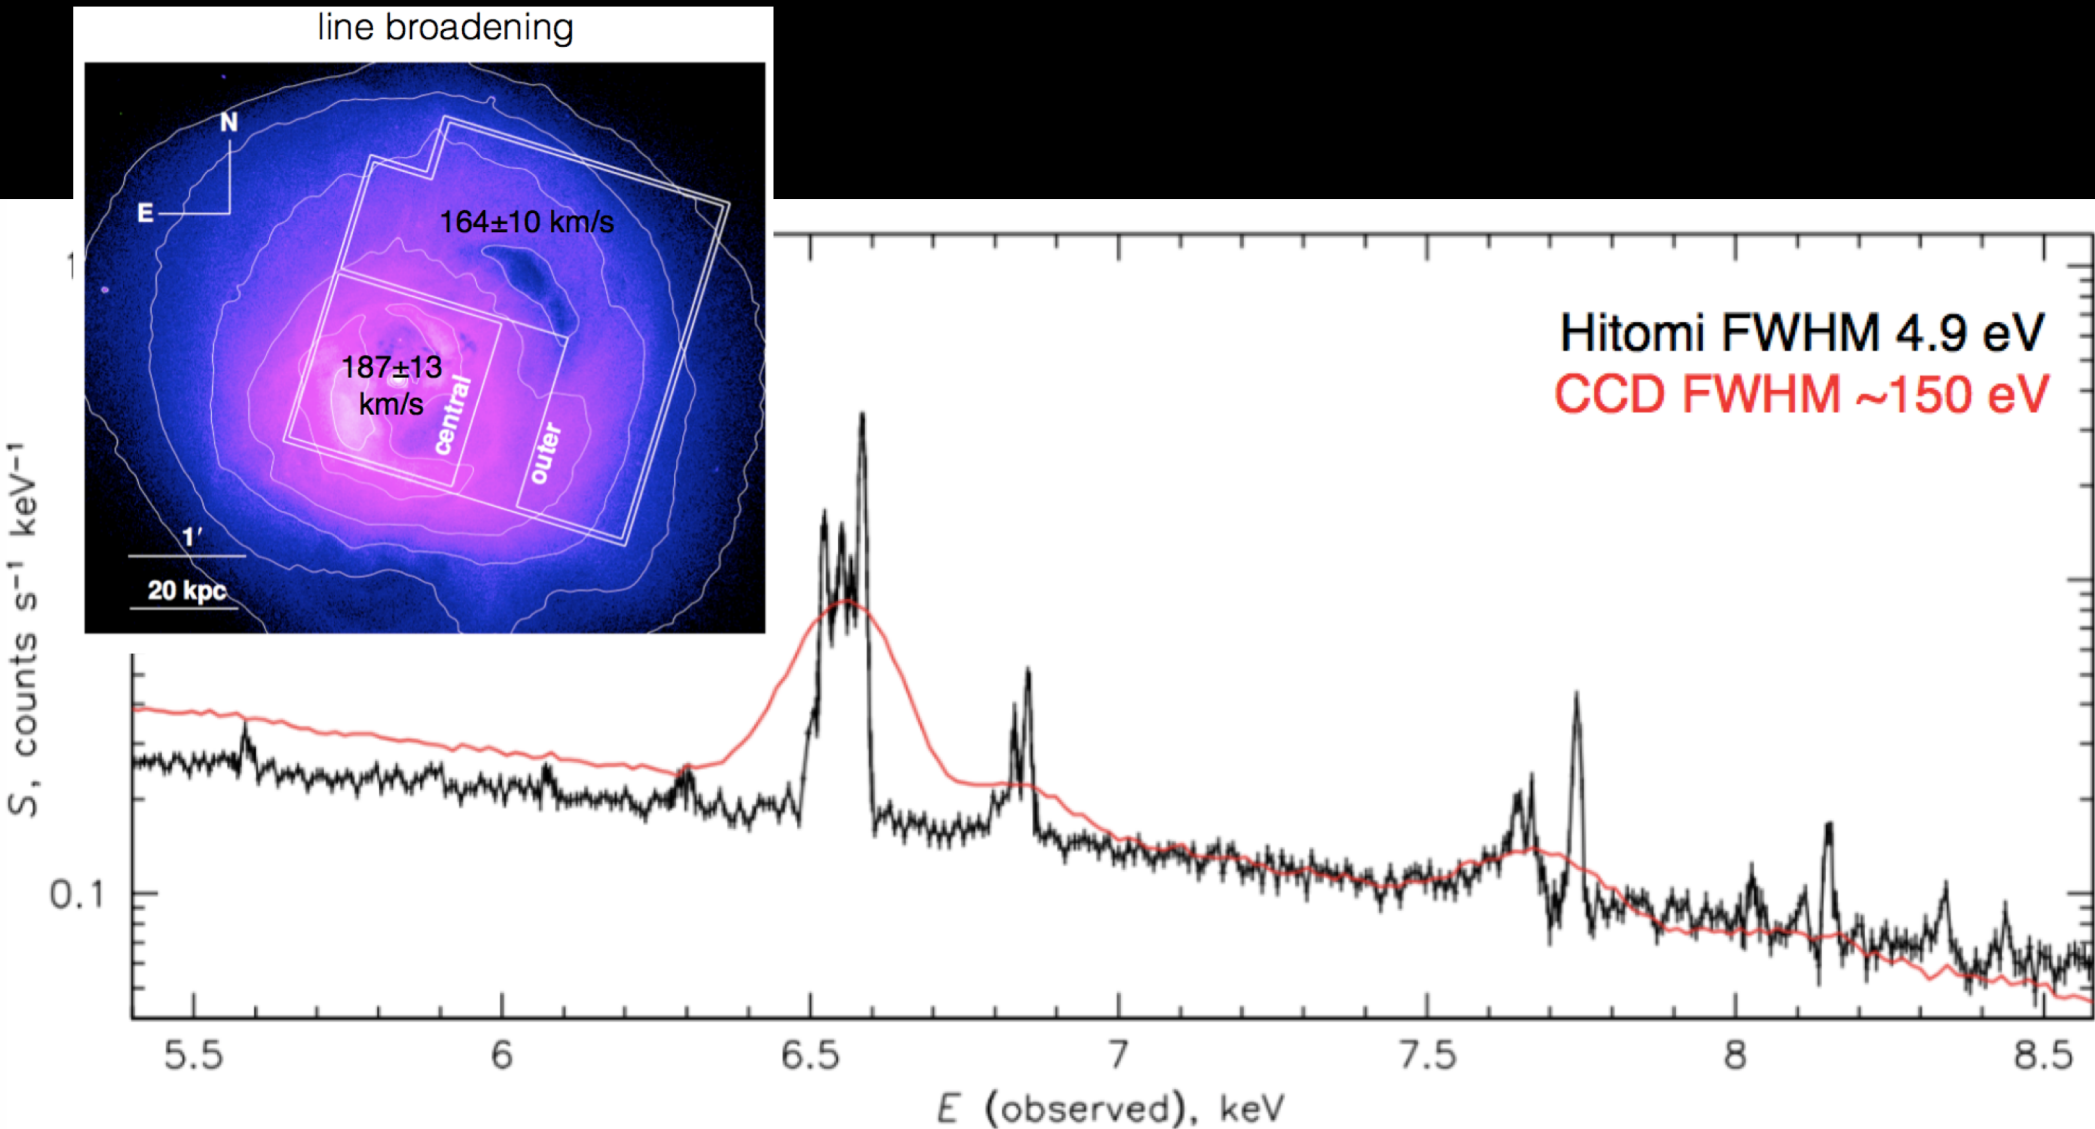 line broadening
N
E
164±10 km/s
187±13
km/s
central
outer
1′
20 kpc
1
0.1
S, counts s⁻¹ keV⁻¹
Hitomi FWHM 4.9 eV
CCD FWHM ~150 eV
5.5 6 6.5 7 7.5 8 8.5
E (observed), keV